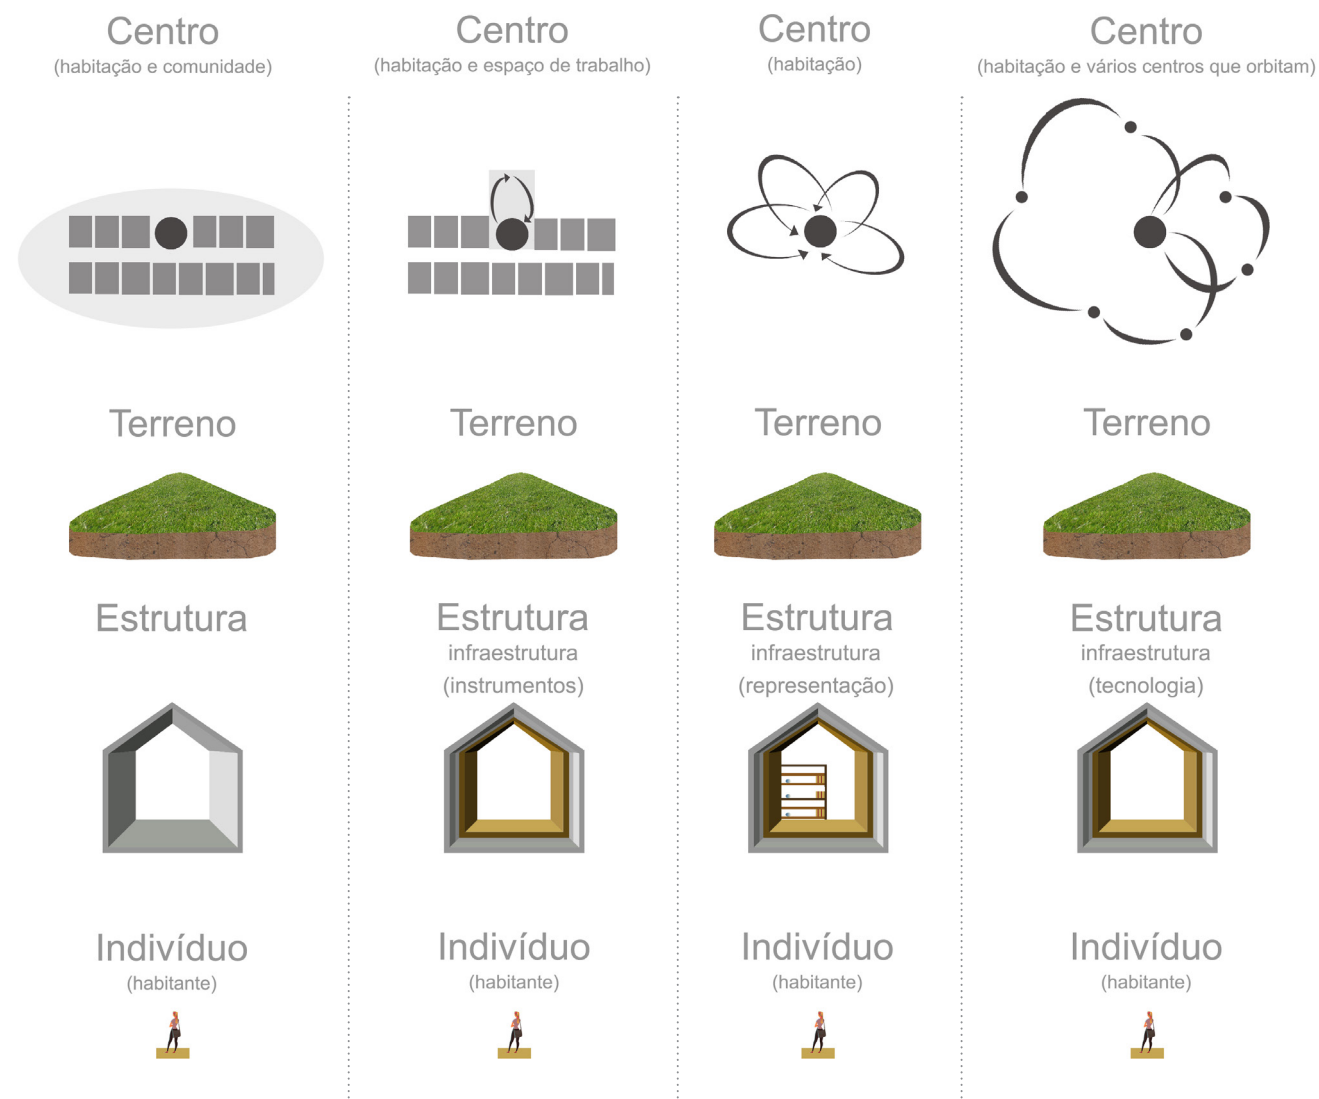 Centro
(habitação e comunidade)
Centro
(habitação e espaço de trabalho)
Centro
(habitação)
Centro
(habitação e vários centros que orbitam)
Terreno
Terreno
Terreno
Terreno
Estrutura
Estrutura
infraestrutura
(instrumentos)
Estrutura
infraestrutura
(representação)
Estrutura
infraestrutura
(tecnologia)
Indivíduo
(habitante)
Indivíduo
(habitante)
Indivíduo
(habitante)
Indivíduo
(habitante)